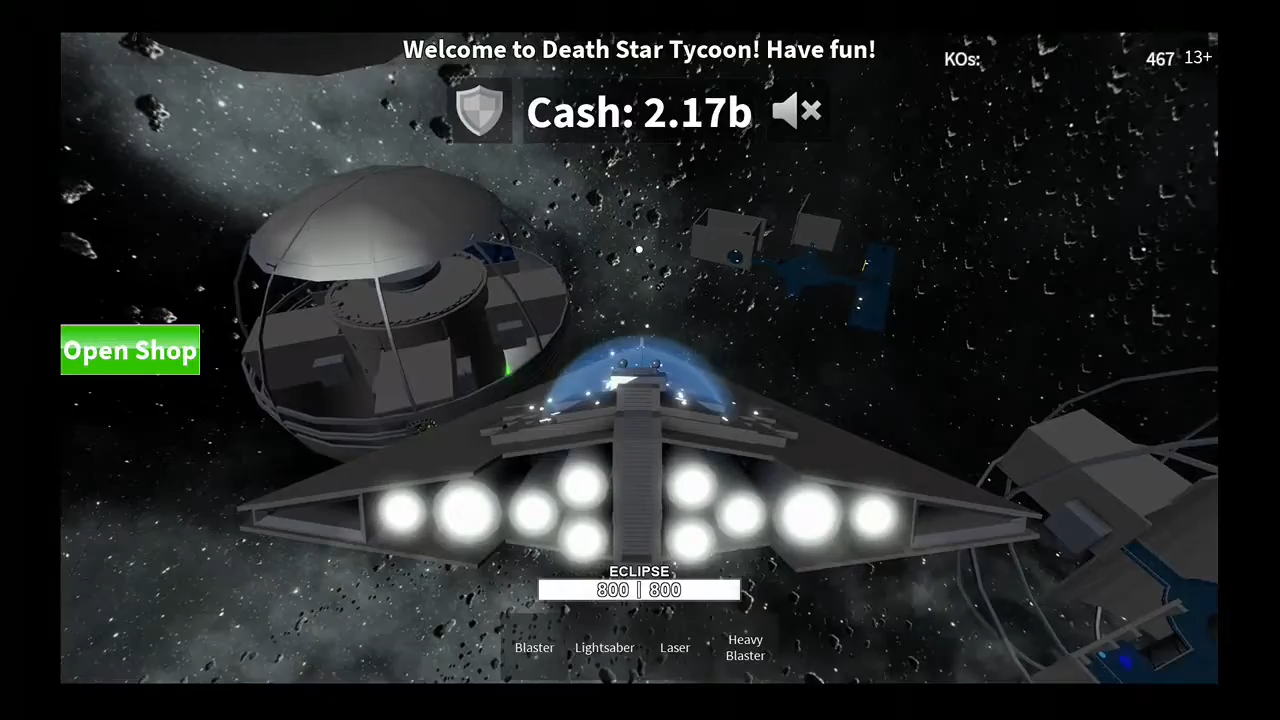 Welcome to Death Star Tycoon! Have fun!
KOs:
467 13+
Cash: 2.17b
Open Shop
ECLIPSE
800 | 800
Blaster
Lightsaber
Laser
Heavy
Blaster